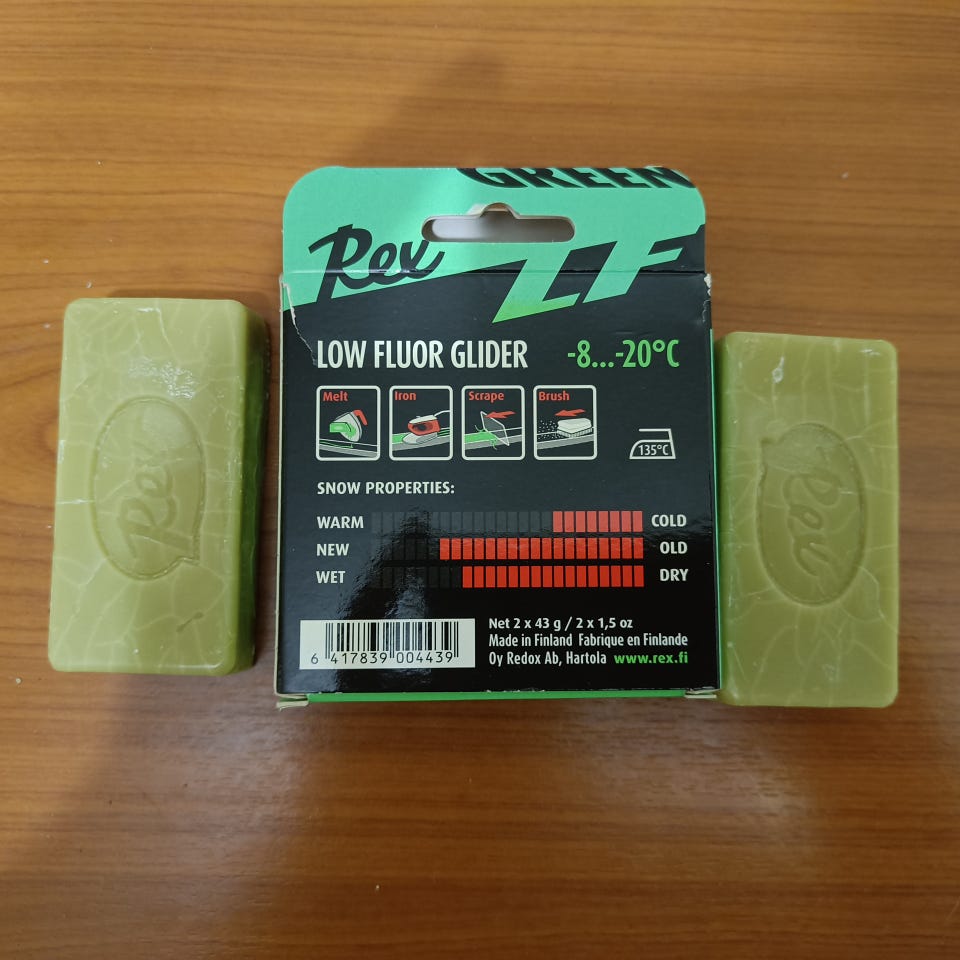 GREEN
Rex
LF
LOW FLUOR GLIDER -8...-20°C
Melt Iron Scrape Brush
135°C
SNOW PROPERTIES:
WARM COLD
NEW OLD
WET DRY
Net 2 x 43 g / 2 x 1,5 oz
Made in Finland Fabrique en Finlande
Oy Redox Ab, Hartola www.rex.fi
6 417839 004439
Rex
Rex